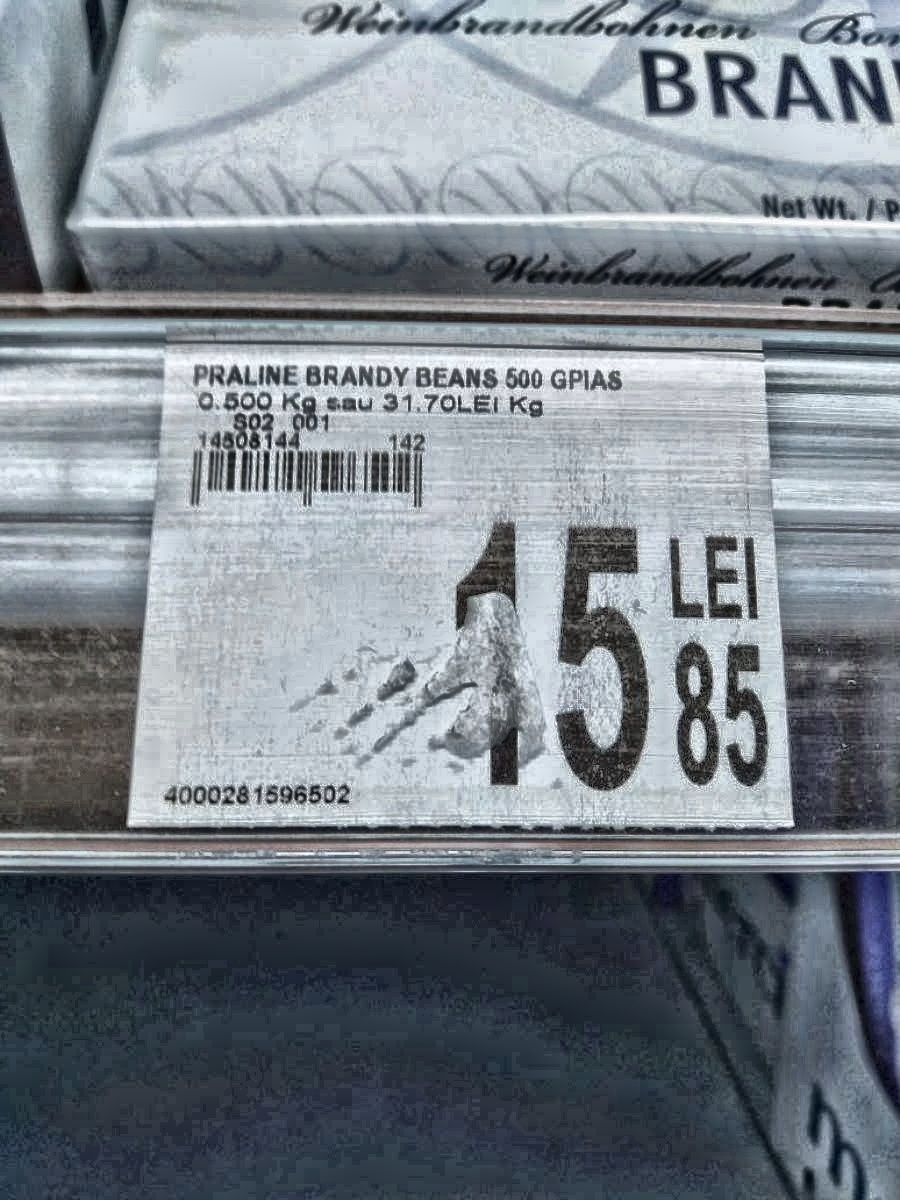 Weinbrandbohnen
BRAN
Net Wt. / P
Weinbrandbohnen
PRALINE BRANDY BEANS 500 GPIAS
0.500 Kg sau 31.70LEI Kg
S02 001
14508144 142
15 LEI
85
4000281596502